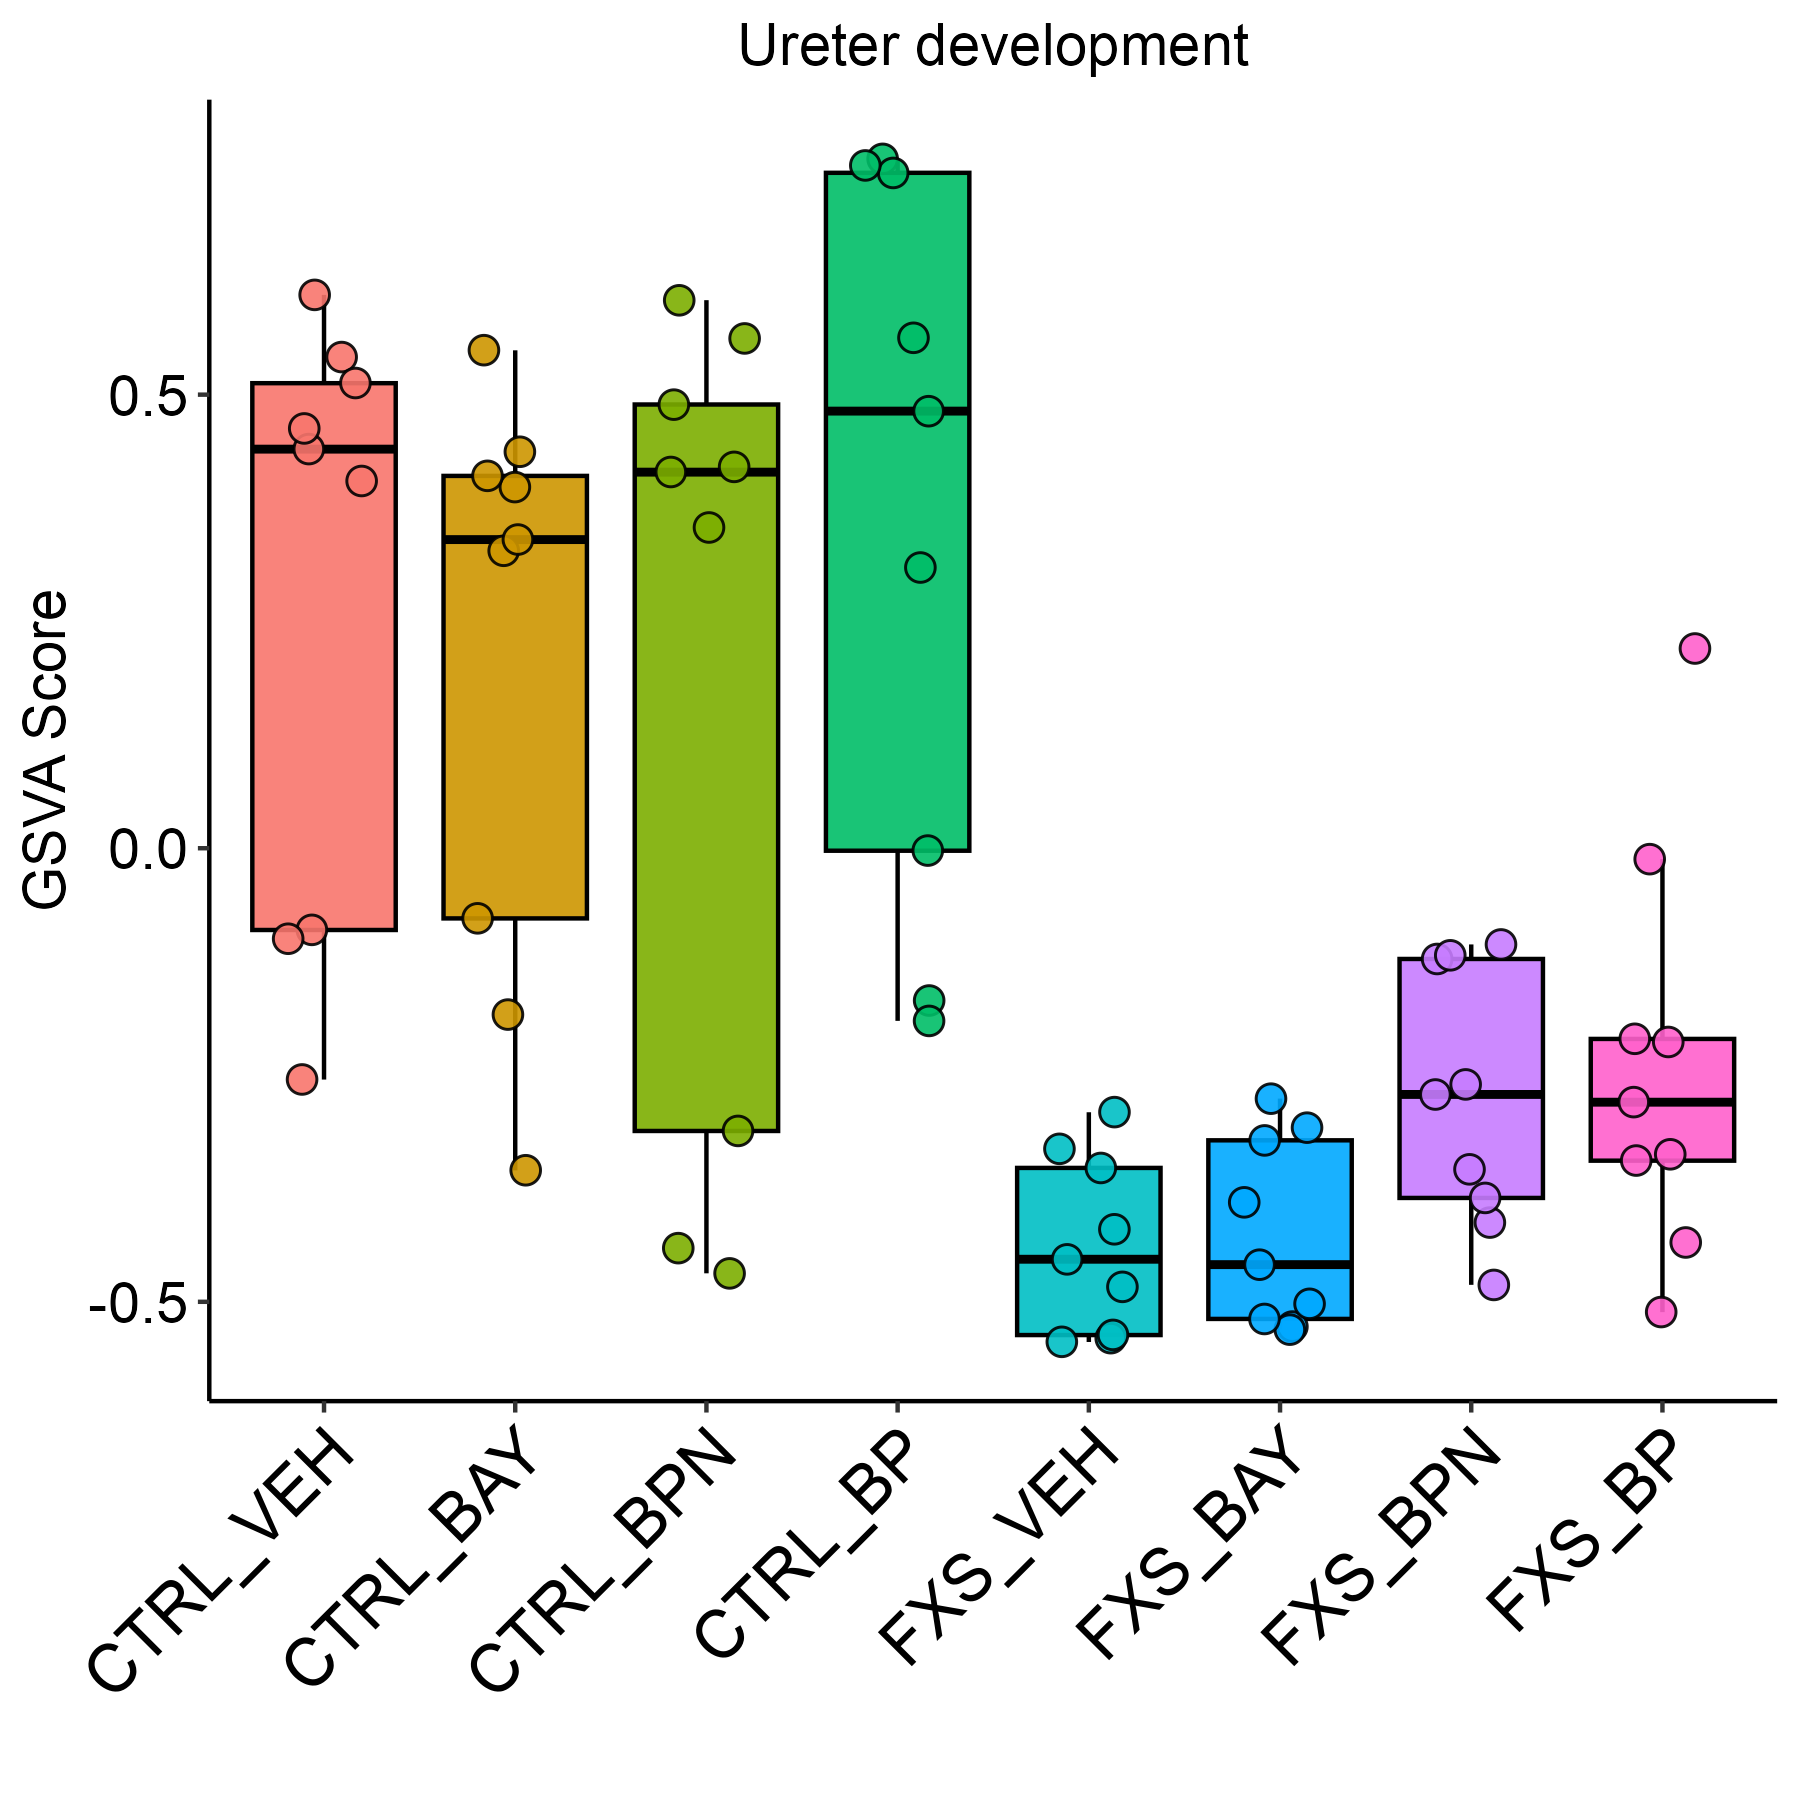 Ureter development
GSVA Score
0.5
0.0
-0.5
CTRL_VEH
CTRL_BAY
CTRL_BPN
CTRL_BP
FXS_VEH
FXS_BAY
FXS_BPN
FXS_BP